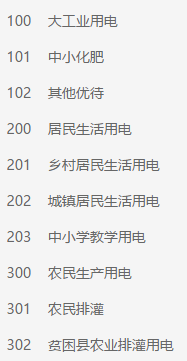 100 大工业用电
101 中小化肥
102 其他优待
200 居民生活用电
201 乡村居民生活用电
202 城镇居民生活用电
203 中小学教学用电
300 农民生产用电
301 农民排灌
302 贫困县农业排灌用电